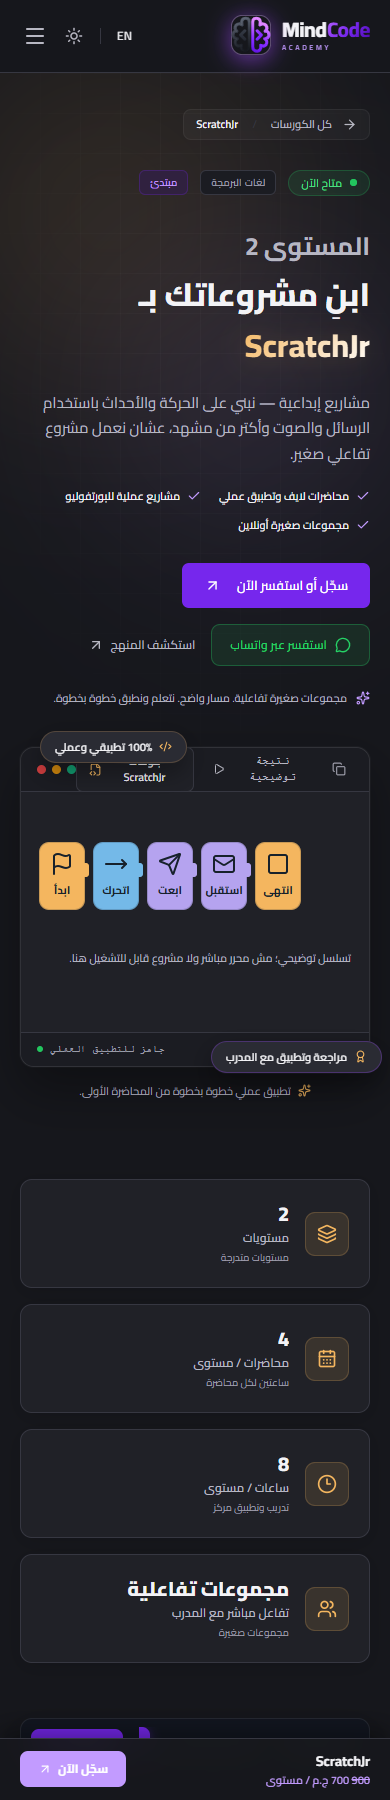 MindCode
ACADEMY
EN
كل الكورسات / ScratchJr
متاح الآن
لغات البرمجة
مبتدئ
المستوى 2
ابنِ مشروعاتك بـ
ScratchJr
مشاريع إبداعية — نبني على الحركة والأحداث باستخدام
الرسائل والصوت وأكتر من مشهد، عشان نعمل مشروع
تفاعلي صغير.
محاضرات لايف وتطبيق عملي
مشاريع عملية للبورتفوليو
مجموعات صغيرة أونلاين
سجّل أو استفسر الآن
استفسر عبر واتساب
استكشف المنهج
مجموعات صغيرة تفاعلية. مسار واضح. نتعلم ونطبق خطوة بخطوة.
100% تطبيقي وعملي
نتيجة
توضيحية
ScratchJr
ابدأ
اتحرك
ابعت
استقبل
انتهى
تسلسل توضيحي؛ مش محرر مباشر ولا مشروع قابل للتشغيل هنا.
جاهز للتطبيق العملي
مراجعة وتطبيق مع المدرب
تطبيق عملي خطوة بخطوة من المحاضرة الأولى.
2
مستويات
مستويات متدرجة
4
محاضرات / مستوى
ساعتين لكل محاضرة
8
ساعات / مستوى
تدريب وتطبيق مركز
مجموعات تفاعلية
تفاعل مباشر مع المدرب
مجموعات صغيرة
ScratchJr
900 700 ج.م / مستوى
سجّل الآن